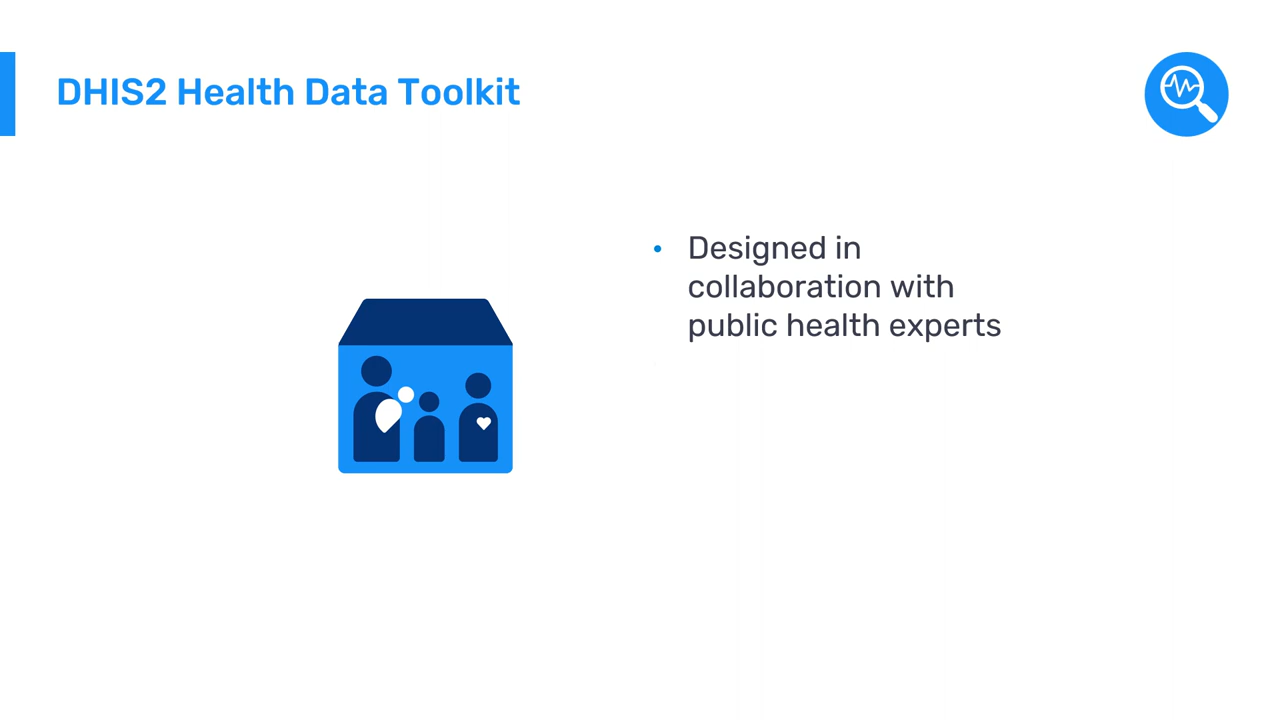 DHIS2 Health Data Toolkit
• Designed in
collaboration with
public health experts